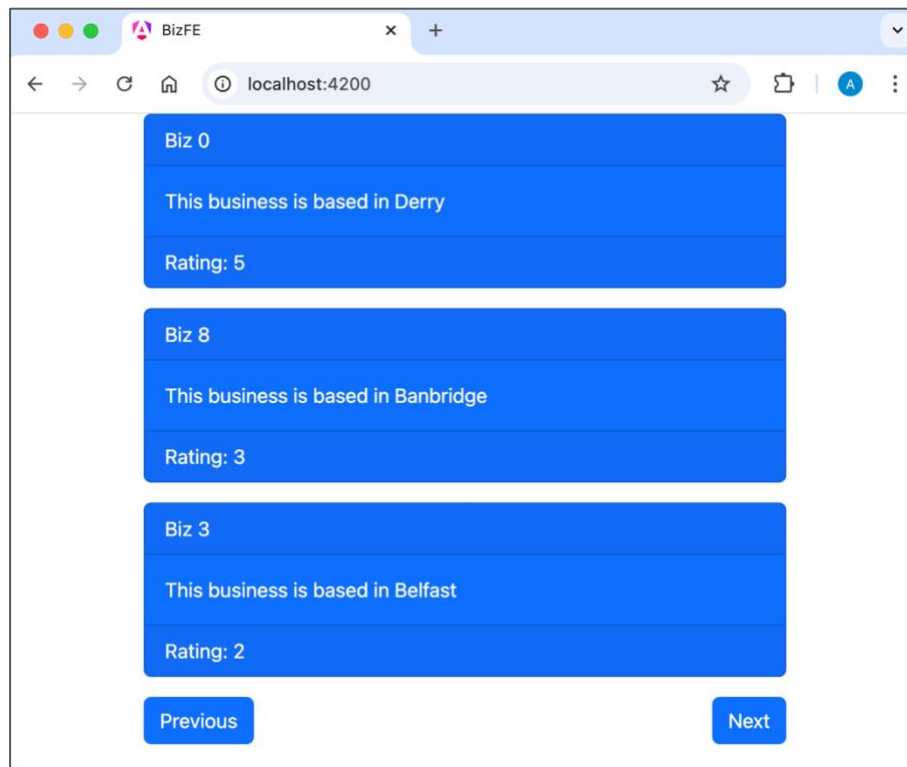 BizFE
localhost:4200
A
Biz 0
This business is based in Derry
Rating: 5
Biz 8
This business is based in Banbridge
Rating: 3
Biz 3
This business is based in Belfast
Rating: 2
Previous
Next